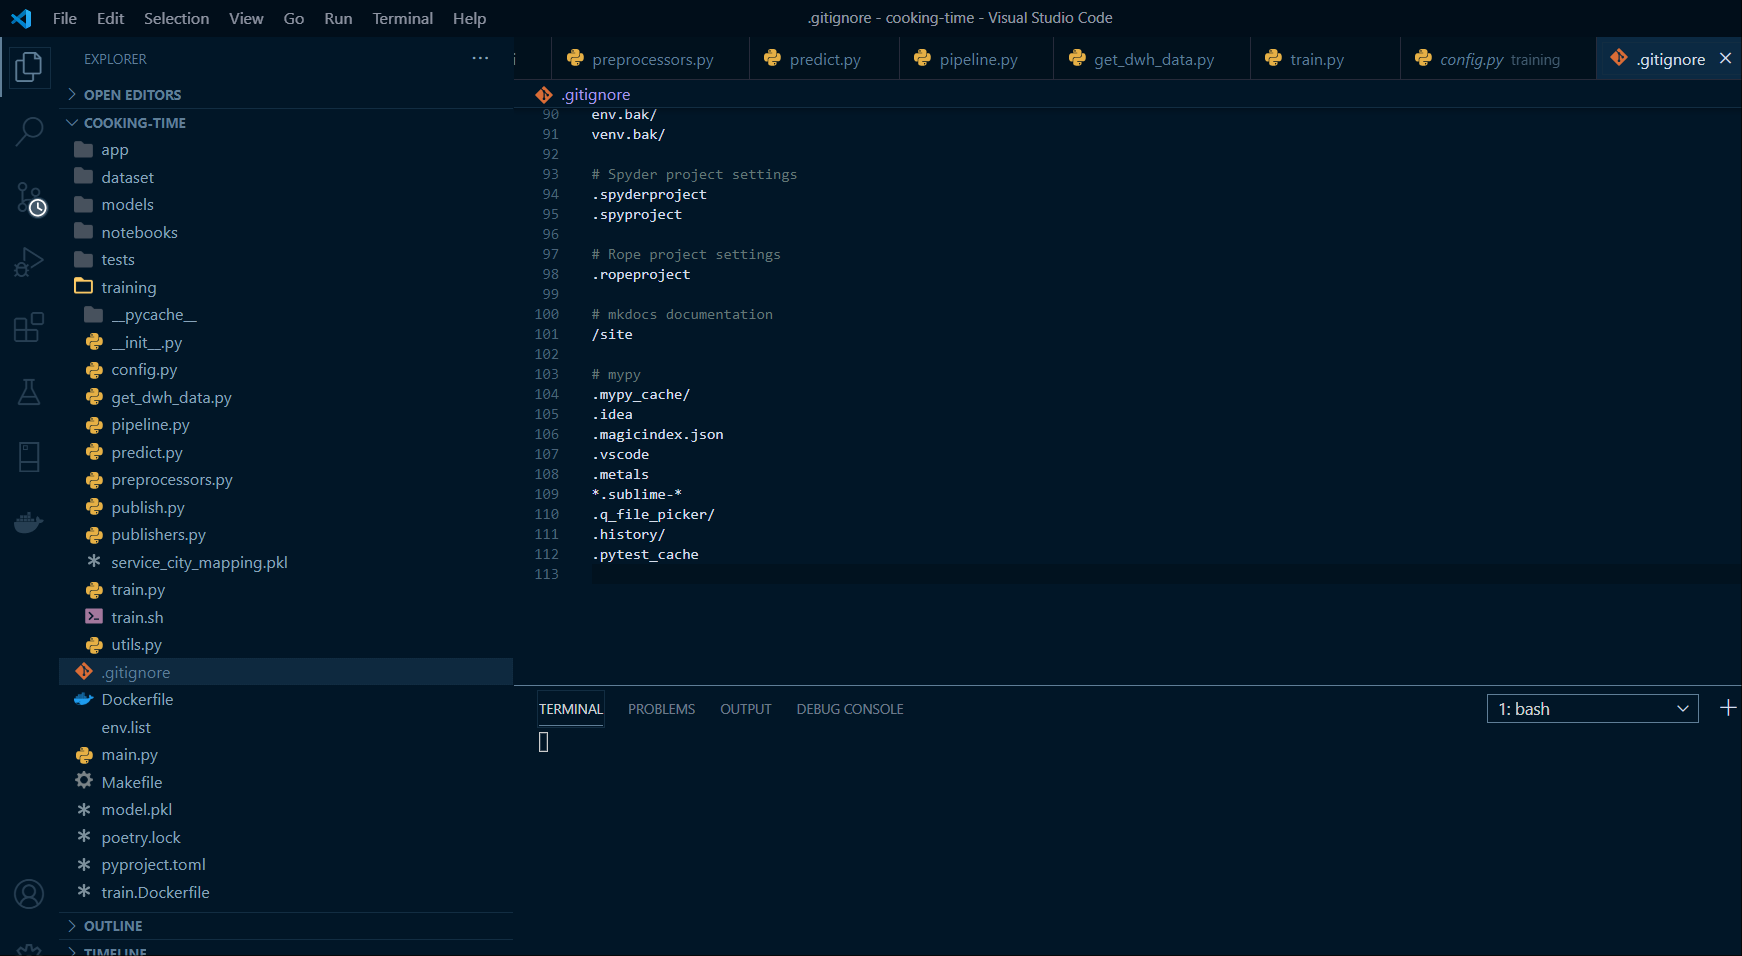 File Edit Selection View Go Run Terminal Help
.gitignore - cooking-time - Visual Studio Code
EXPLORER
OPEN EDITORS
COOKING-TIME
app
dataset
models
notebooks
tests
training
__pycache__
__init__.py
config.py
get_dwh_data.py
pipeline.py
predict.py
preprocessors.py
publish.py
publishers.py
service_city_mapping.pkl
train.py
train.sh
utils.py
.gitignore
Dockerfile
env.list
main.py
Makefile
model.pkl
poetry.lock
pyproject.toml
train.Dockerfile
OUTLINE
TIMELINE
preprocessors.py predict.py pipeline.py get_dwh_data.py train.py config.py training .gitignore
.gitignore
90 env.bak/
91 venv.bak/
92
93 # Spyder project settings
94 .spyderproject
95 .spyproject
96
97 # Rope project settings
98 .ropeproject
99
100 # mkdocs documentation
101 /site
102
103 # mypy
104 .mypy_cache/
105 .idea
106 .magicindex.json
107 .vscode
108 .metals
109 *.sublime-*
110 .q_file_picker/
111 .history/
112 .pytest_cache
113
TERMINAL PROBLEMS OUTPUT DEBUG CONSOLE
1: bash